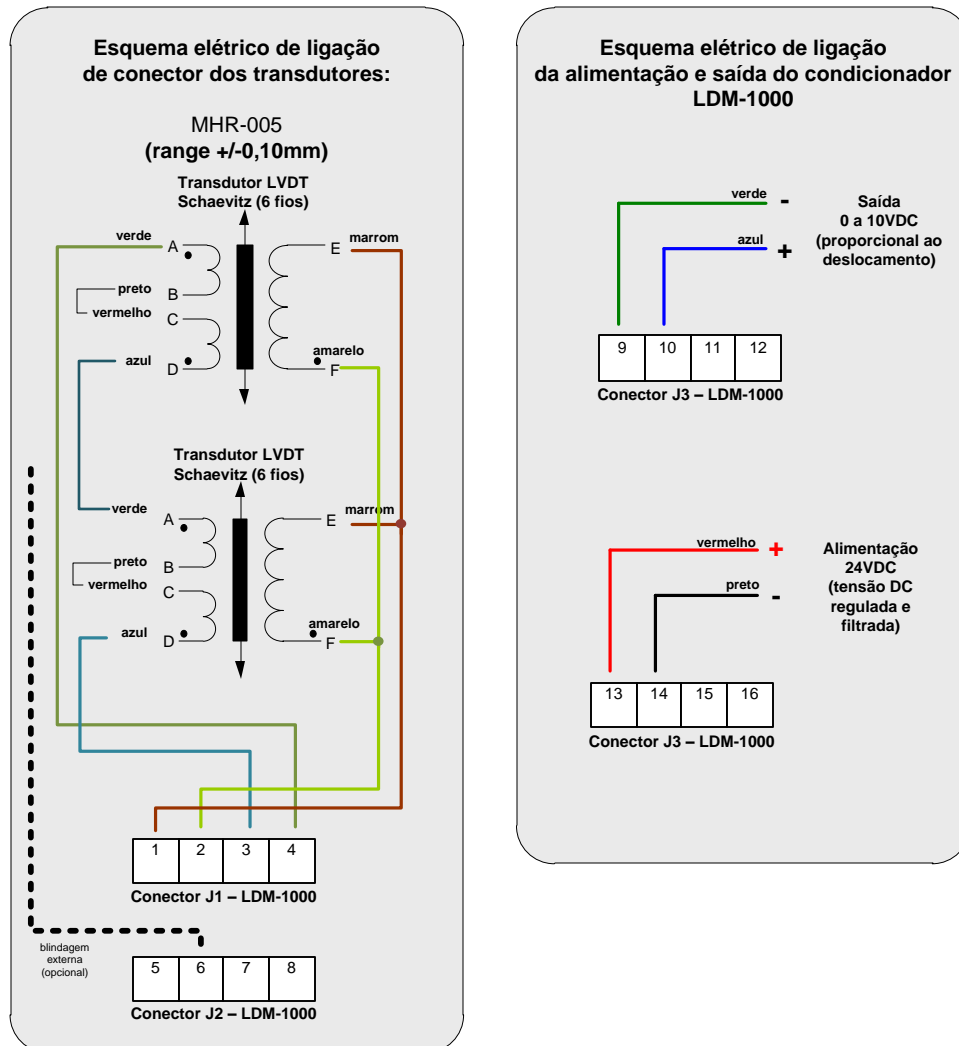 Esquema elétrico de ligação
de conector dos transdutores:
MHR-005
(range +/-0,10mm)
Transdutor LVDT
Schaevitz (6 fios)
verde
A
E
marrom
preto
B
vermelho
C
azul
D
amarelo
F
Transdutor LVDT
Schaevitz (6 fios)
verde
A
E
marrom
preto
B
vermelho
C
azul
D
amarelo
F
1 2 3 4
Conector J1 – LDM-1000
blindagem
externa
(opcional)
5 6 7 8
Conector J2 – LDM-1000
Esquema elétrico de ligação
da alimentação e saída do condicionador
LDM-1000
verde -
azul +
Saída
0 a 10VDC
(proporcional ao
deslocamento)
9 10 11 12
Conector J3 – LDM-1000
vermelho +
preto -
Alimentação
24VDC
(tensão DC
regulada e
filtrada)
13 14 15 16
Conector J3 – LDM-1000